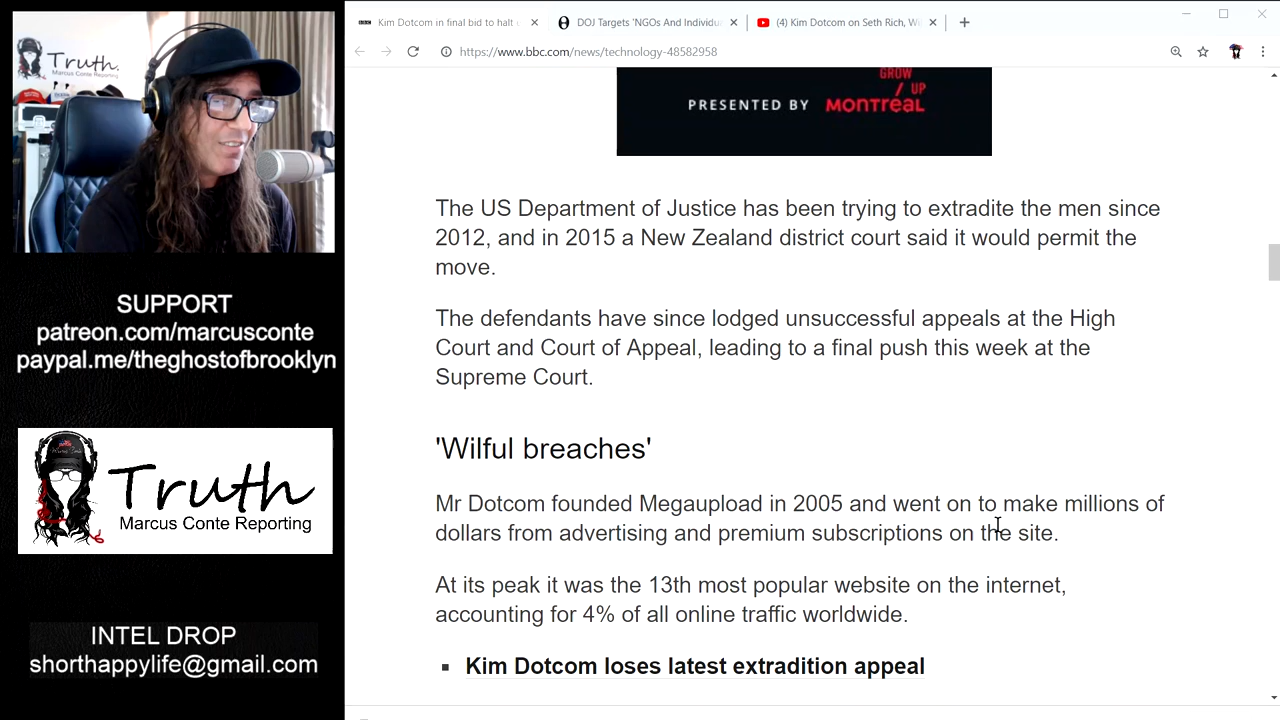 Truth.
Marcus Conte Reporting
SUPPORT
patreon.com/marcusconte
paypal.me/theghostofbrooklyn
Truth
Marcus Conte Reporting
INTEL DROP
shorthappylife@gmail.com
BBC Kim Dotcom in final bid to halt
DOJ Targets 'NGOs And Individu
(4) Kim Dotcom on Seth Rich, Wi
https://www.bbc.com/news/technology-48582958
GROW
/ UP
PRESENTED BY MONTRÉAL
The US Department of Justice has been trying to extradite the men since
2012, and in 2015 a New Zealand district court said it would permit the
move.
The defendants have since lodged unsuccessful appeals at the High
Court and Court of Appeal, leading to a final push this week at the
Supreme Court.
'Wilful breaches'
Mr Dotcom founded Megaupload in 2005 and went on to make millions of
dollars from advertising and premium subscriptions on the site.
At its peak it was the 13th most popular website on the internet,
accounting for 4% of all online traffic worldwide.
Kim Dotcom loses latest extradition appeal